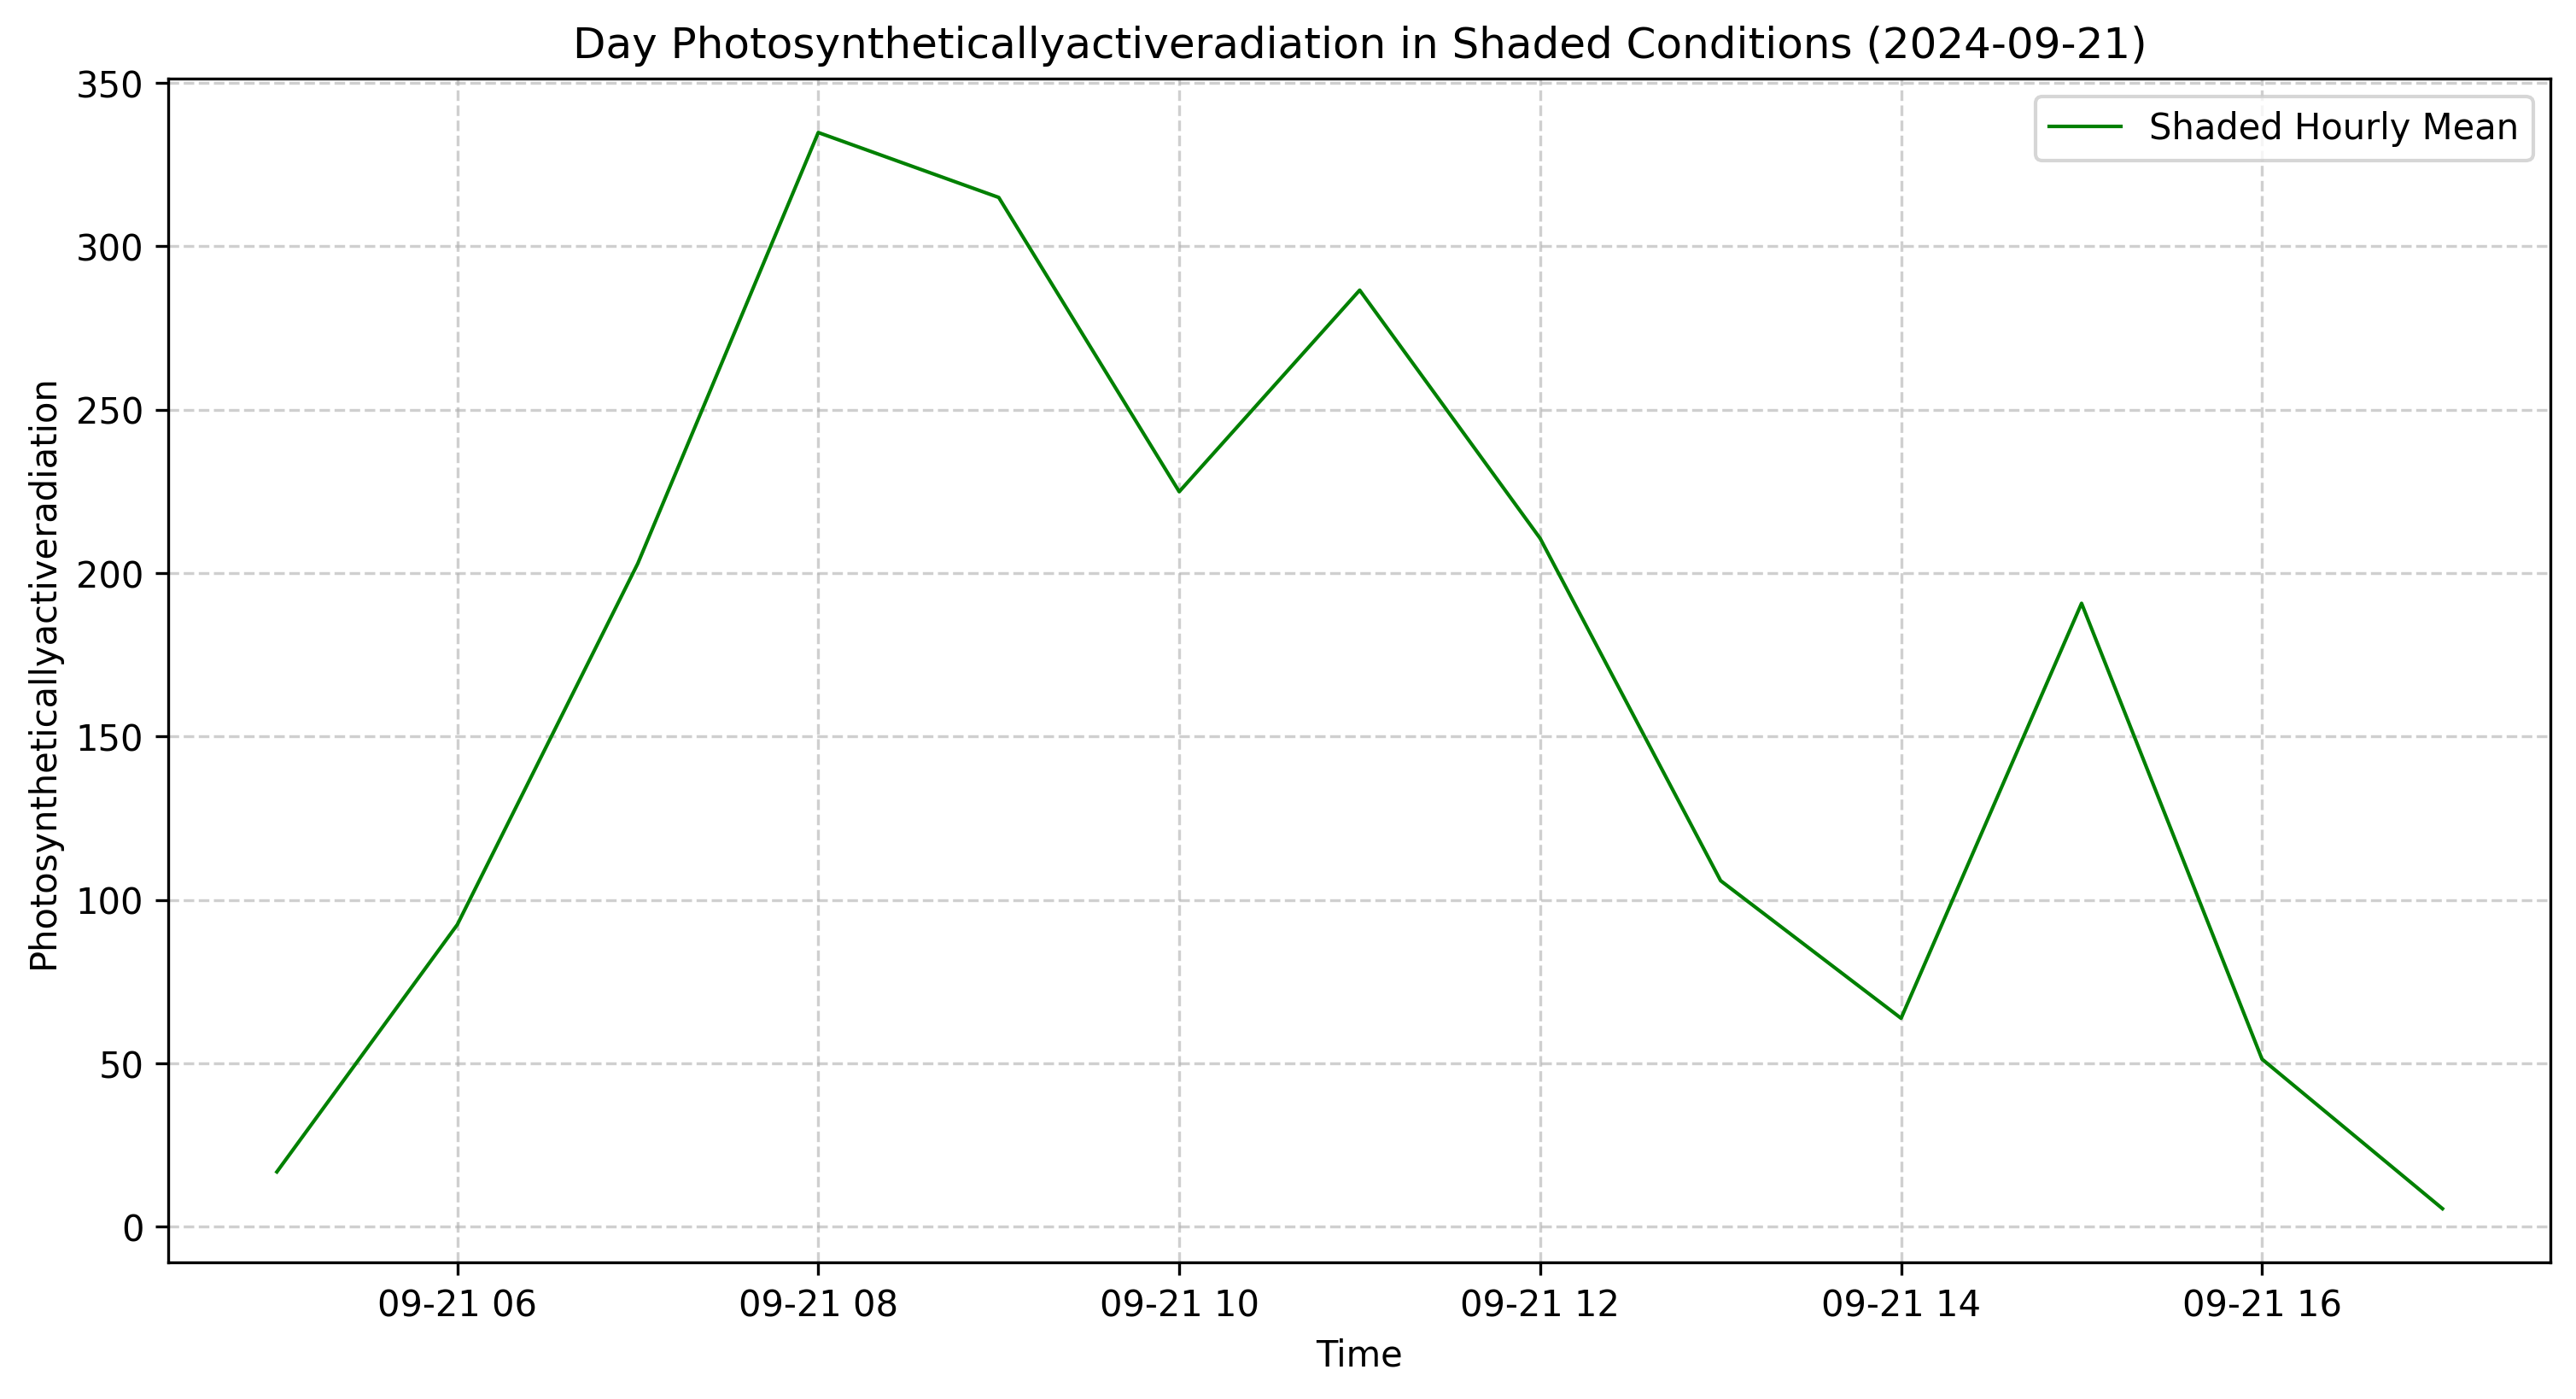 Day Photosyntheticallyactiveradiation in Shaded Conditions (2024-09-21)
Shaded Hourly Mean
Photosyntheticallyactiveradiation
350
300
250
200
150
100
50
0
09-21 06 09-21 08 09-21 10 09-21 12 09-21 14 09-21 16
Time